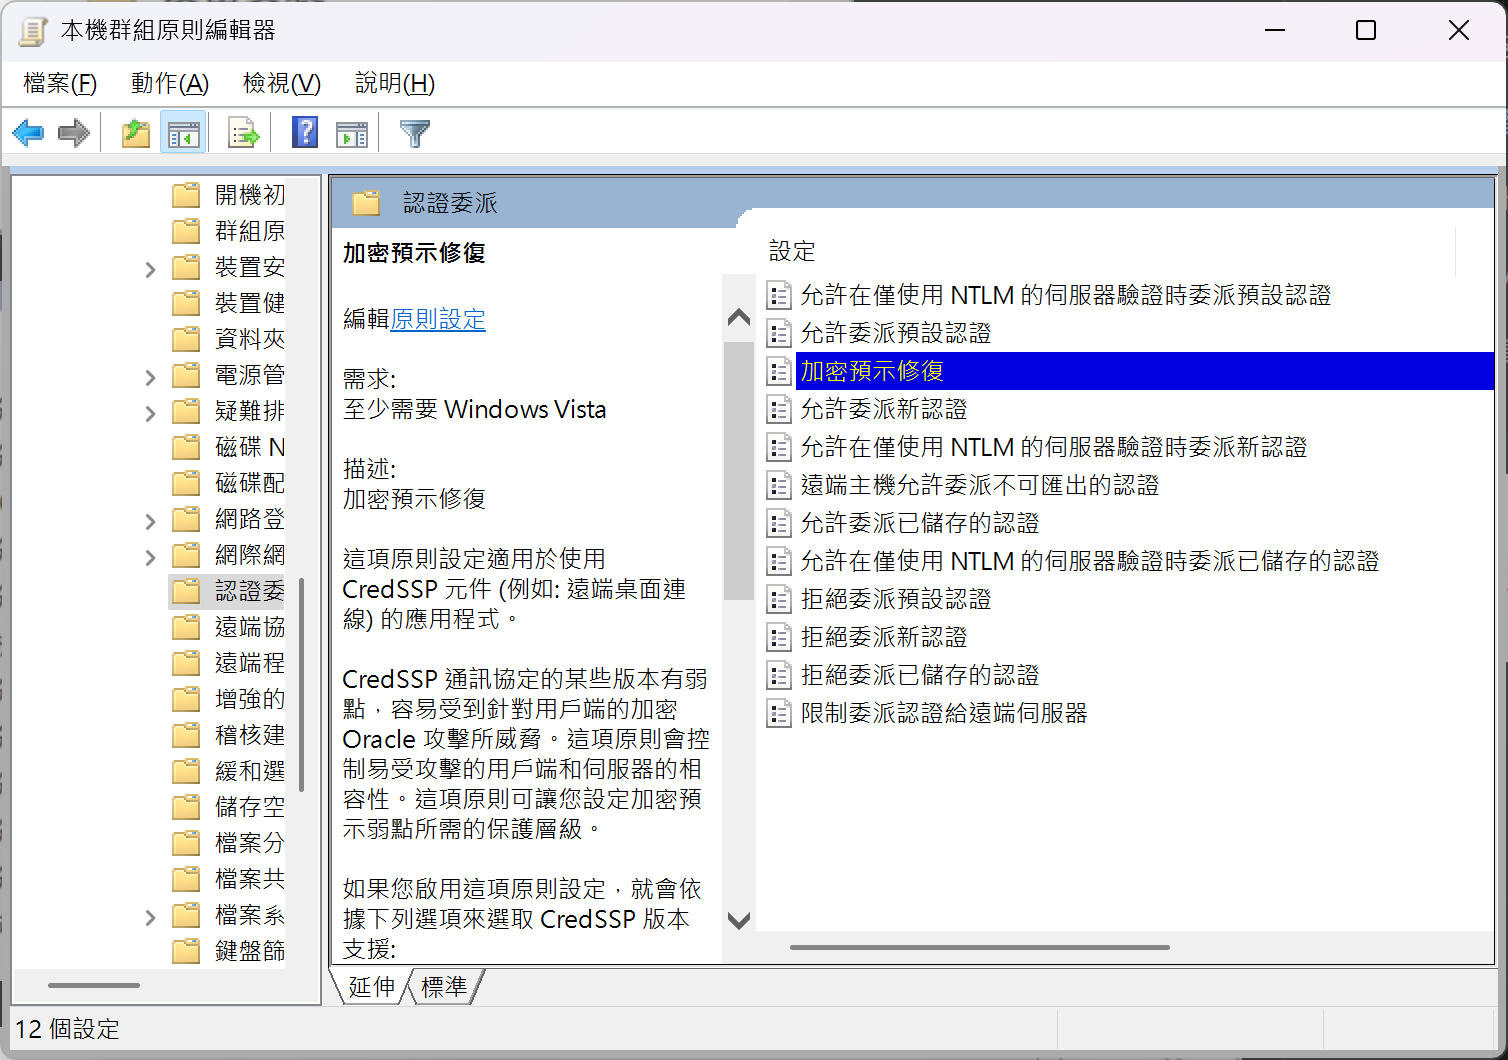 本機群組原則編輯器
檔案(F) 動作(A) 檢視(V) 說明(H)
開機初
群組原
裝置安
裝置健
資料夾
電源管
疑難排
磁碟 N
磁碟配
網路登
網際網
認證委
遠端協
遠端程
增強的
稽核建
緩和選
儲存空
檔案分
檔案共
檔案系
鍵盤篩
認證委派
加密預示修復
編輯原則設定
需求:
至少需要 Windows Vista
描述:
加密預示修復
這項原則設定適用於使用
CredSSP 元件 (例如: 遠端桌面連
線) 的應用程式。
CredSSP 通訊協定的某些版本有弱
點，容易受到針對用戶端的加密
Oracle 攻擊所威脅。這項原則會控
制易受攻擊的用戶端和伺服器的相
容性。這項原則可讓您設定加密預
示弱點所需的保護層級。
如果您啟用這項原則設定，就會依
據下列選項來選取 CredSSP 版本
支援:
設定
允許在僅使用 NTLM 的伺服器驗證時委派預設認證
允許委派預設認證
加密預示修復
允許委派新認證
允許在僅使用 NTLM 的伺服器驗證時委派新認證
遠端主機允許委派不可匯出的認證
允許委派已儲存的認證
允許在僅使用 NTLM 的伺服器驗證時委派已儲存的認證
拒絕委派預設認證
拒絕委派新認證
拒絕委派已儲存的認證
限制委派認證給遠端伺服器
延伸 標準
12 個設定